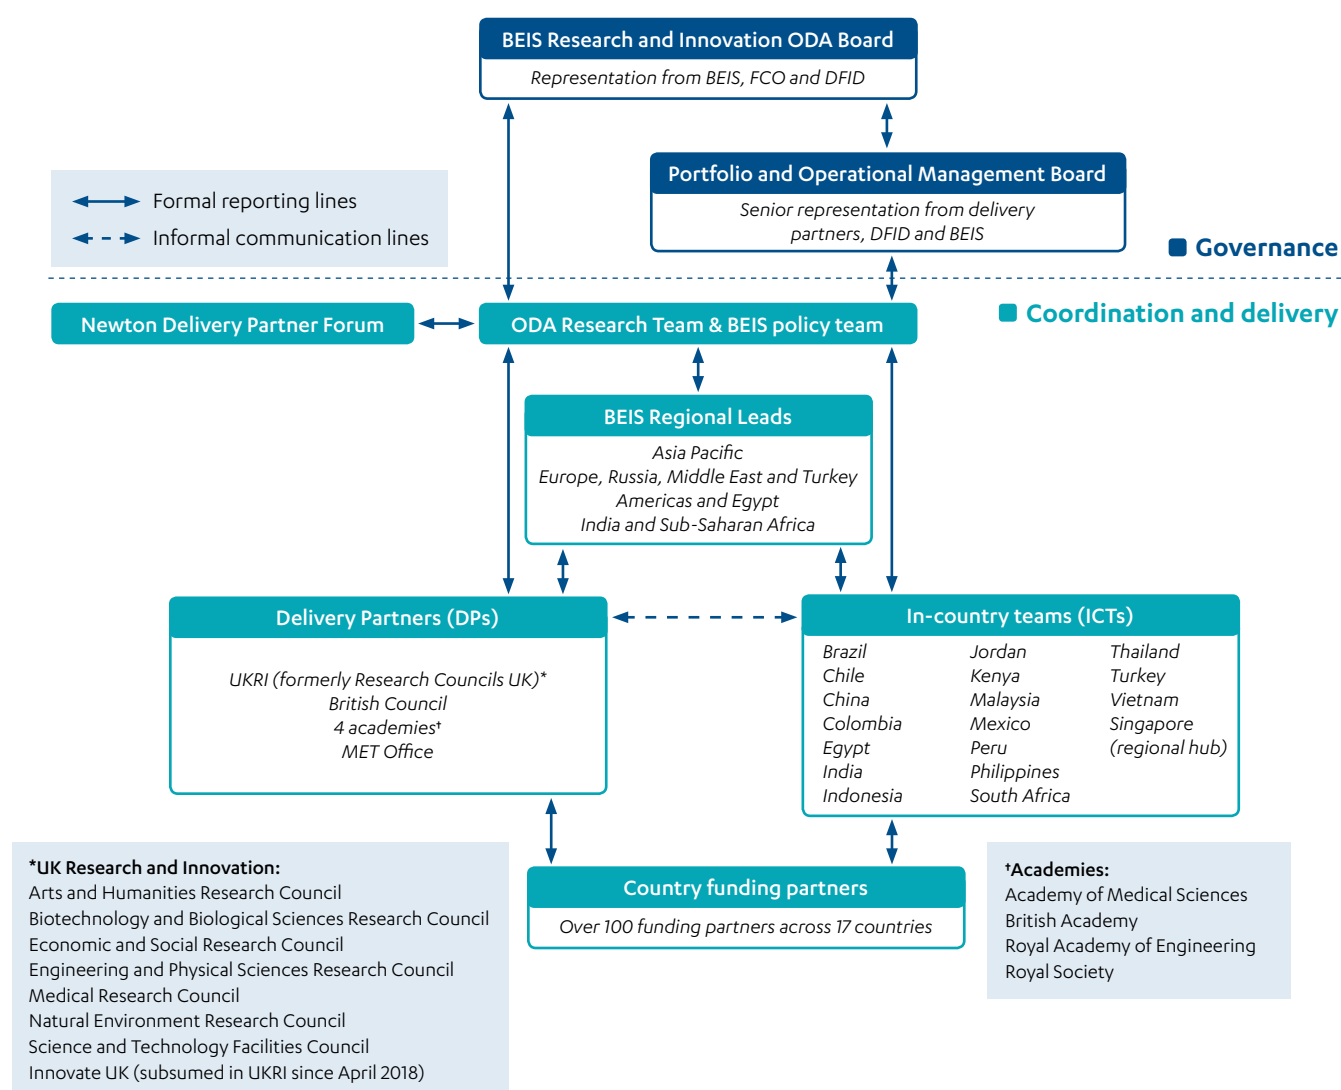 BEIS Research and Innovation ODA Board
Representation from BEIS, FCO and DFID
Portfolio and Operational Management Board
Senior representation from delivery
partners, DFID and BEIS
Formal reporting lines
Informal communication lines
Governance
Coordination and delivery
Newton Delivery Partner Forum
ODA Research Team & BEIS policy team
BEIS Regional Leads
Asia Pacific
Europe, Russia, Middle East and Turkey
Americas and Egypt
India and Sub-Saharan Africa
Delivery Partners (DPs)
UKRI (formerly Research Councils UK)*
British Council
4 academies†
MET Office
In-country teams (ICTs)
Brazil
Chile
China
Colombia
Egypt
India
Indonesia
Jordan
Kenya
Malaysia
Mexico
Peru
Philippines
South Africa
Thailand
Turkey
Vietnam
Singapore
(regional hub)
Country funding partners
Over 100 funding partners across 17 countries
*UK Research and Innovation:
Arts and Humanities Research Council
Biotechnology and Biological Sciences Research Council
Economic and Social Research Council
Engineering and Physical Sciences Research Council
Medical Research Council
Natural Environment Research Council
Science and Technology Facilities Council
Innovate UK (subsumed in UKRI since April 2018)
†Academies:
Academy of Medical Sciences
British Academy
Royal Academy of Engineering
Royal Society